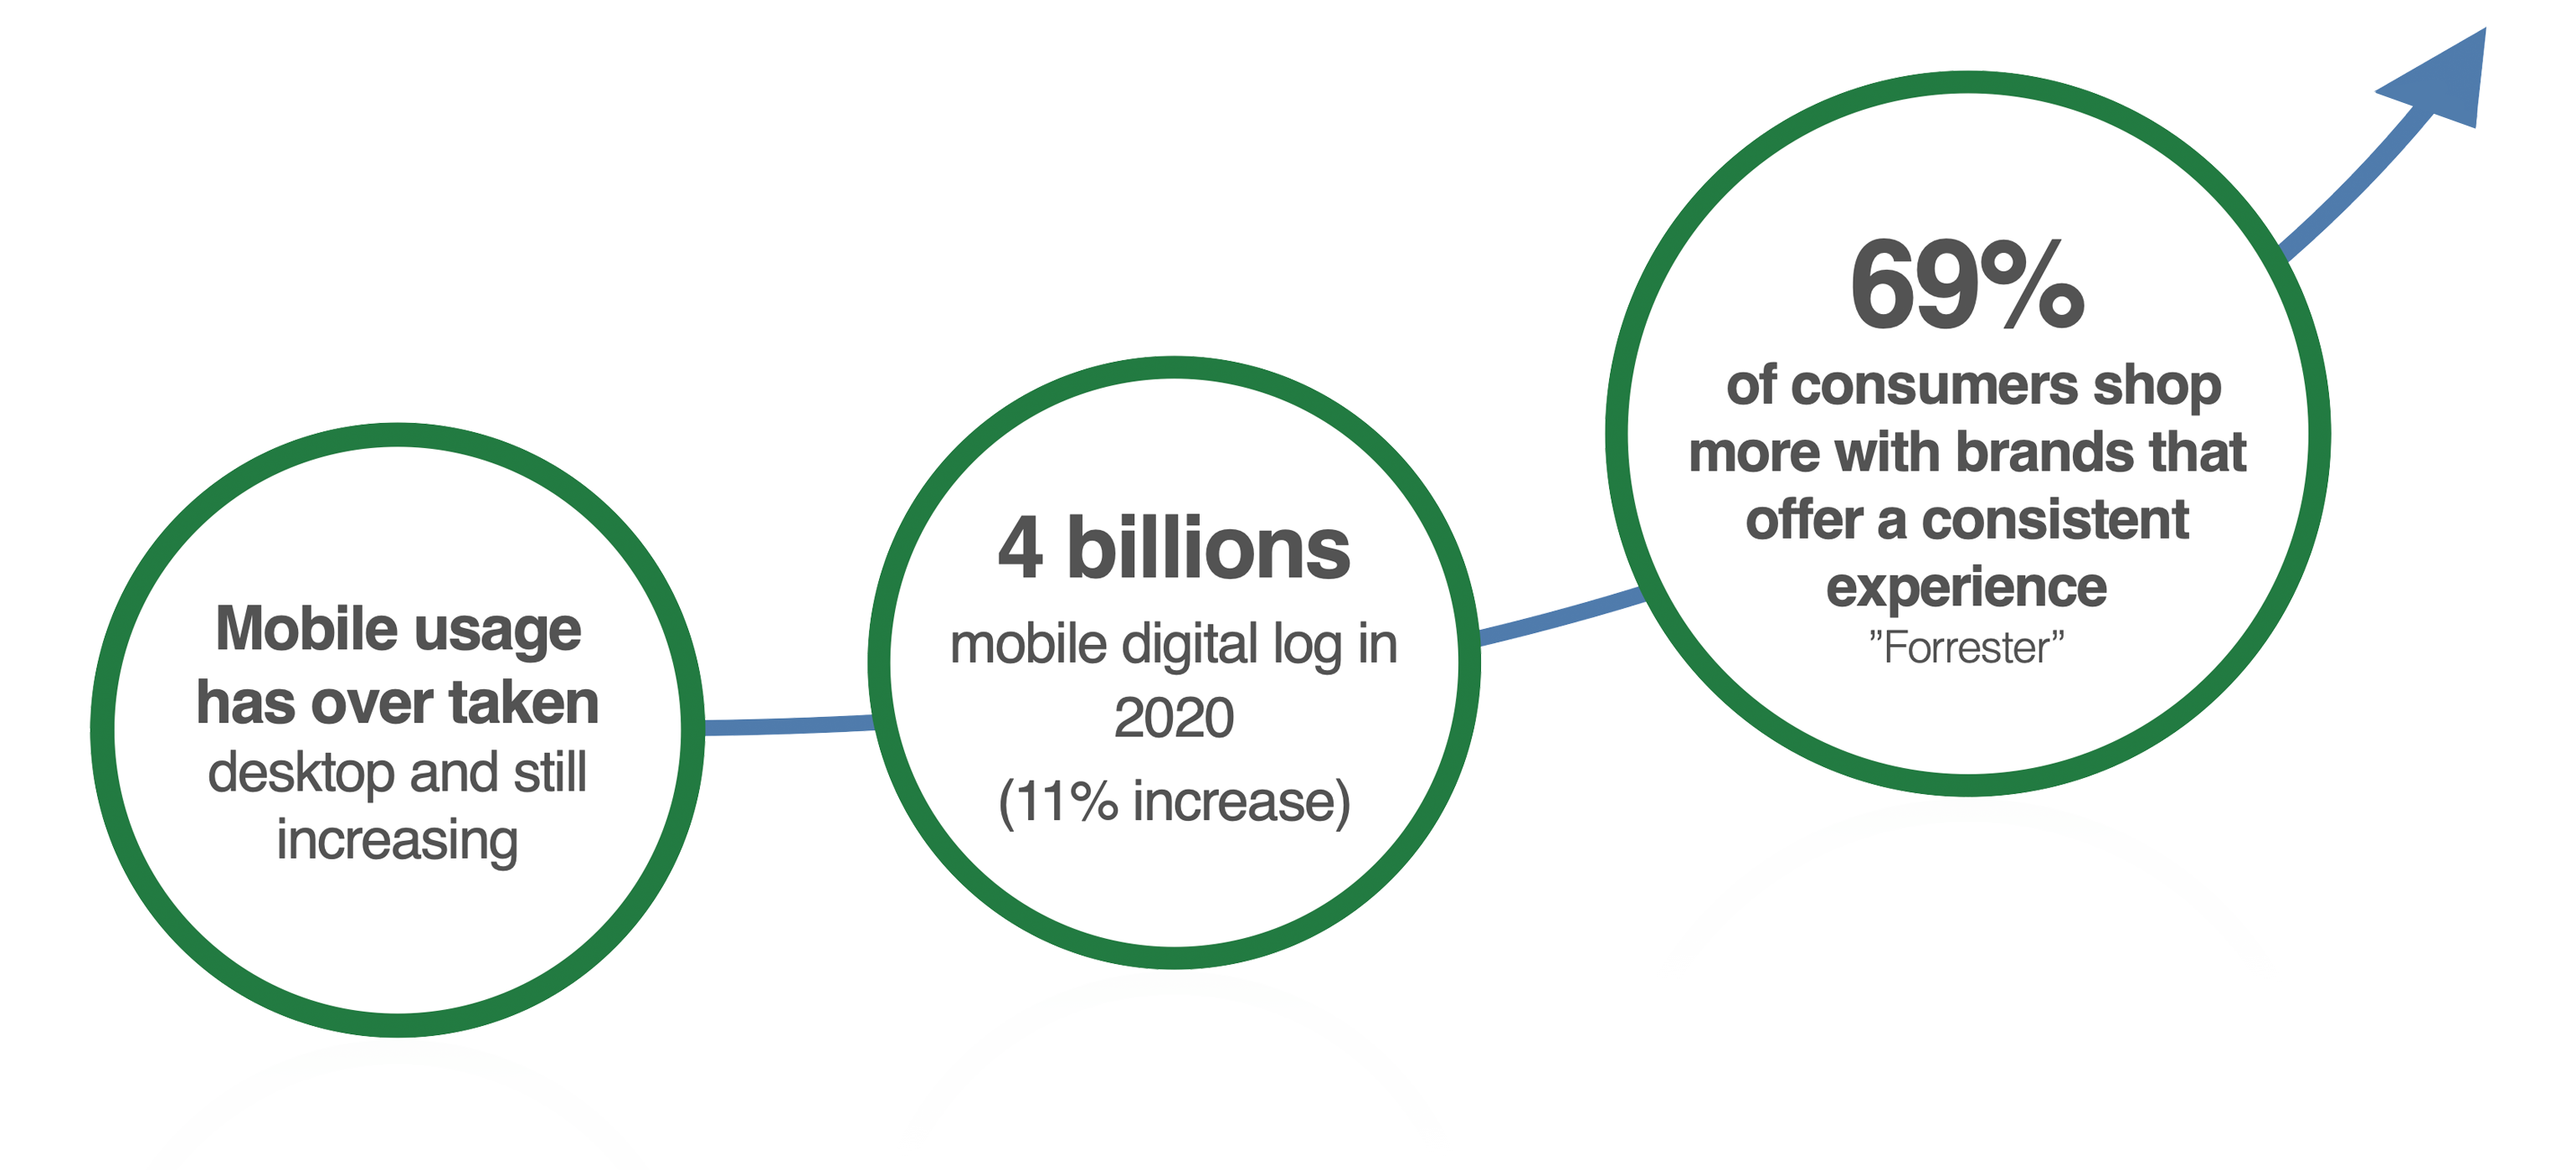 Mobile usage
has over taken
desktop and still
increasing
4 billions
mobile digital log in
2020
(11% increase)
69%
of consumers shop
more with brands that
offer a consistent
experience
”Forrester”